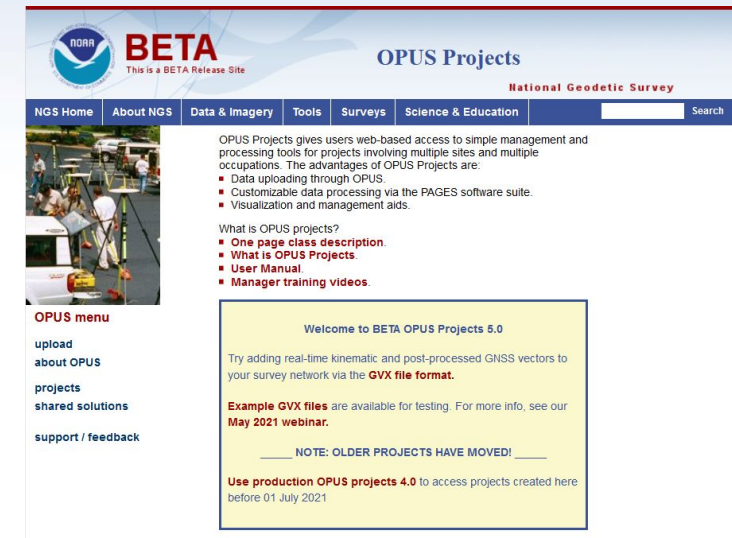 NOAA
BETA
This is a BETA Release Site
OPUS Projects
National Geodetic Survey
NGS Home About NGS Data & Imagery Tools Surveys Science & Education Search
OPUS Projects gives users web-based access to simple management and
processing tools for projects involving multiple sites and multiple
occupations. The advantages of OPUS Projects are:
Data uploading through OPUS.
Customizable data processing via the PAGES software suite.
Visualization and management aids.
What is OPUS projects?
One page class description.
What is OPUS Projects.
User Manual.
Manager training videos.
OPUS menu
upload
about OPUS
projects
shared solutions
support / feedback
Welcome to BETA OPUS Projects 5.0
Try adding real-time kinematic and post-processed GNSS vectors to
your survey network via the GVX file format.
Example GVX files are available for testing. For more info, see our
May 2021 webinar.
_____ NOTE: OLDER PROJECTS HAVE MOVED! _____
Use production OPUS projects 4.0 to access projects created here
before 01 July 2021